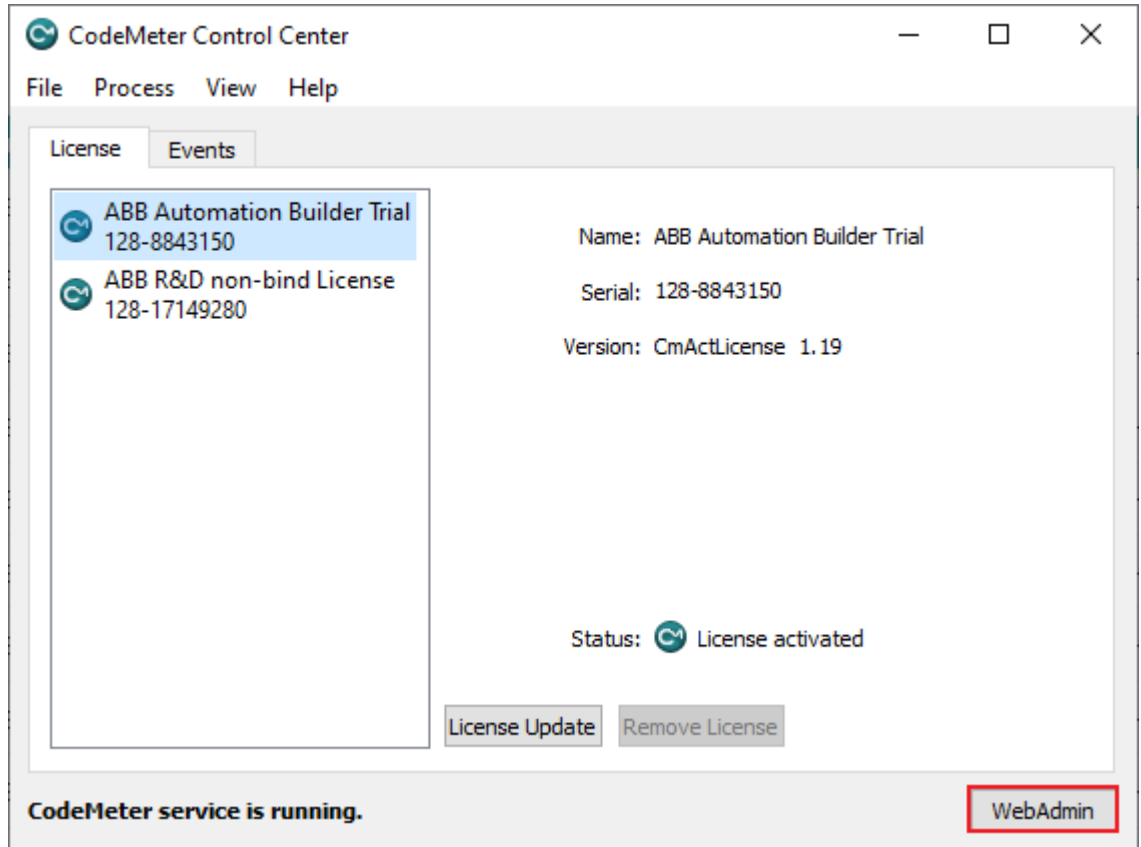 CodeMeter Control Center
File Process View Help
License Events
ABB Automation Builder Trial
128-8843150
ABB R&D non-bind License
128-17149280
Name: ABB Automation Builder Trial
Serial: 128-8843150
Version: CmActLicense 1.19
Status: License activated
License Update Remove License
CodeMeter service is running. WebAdmin